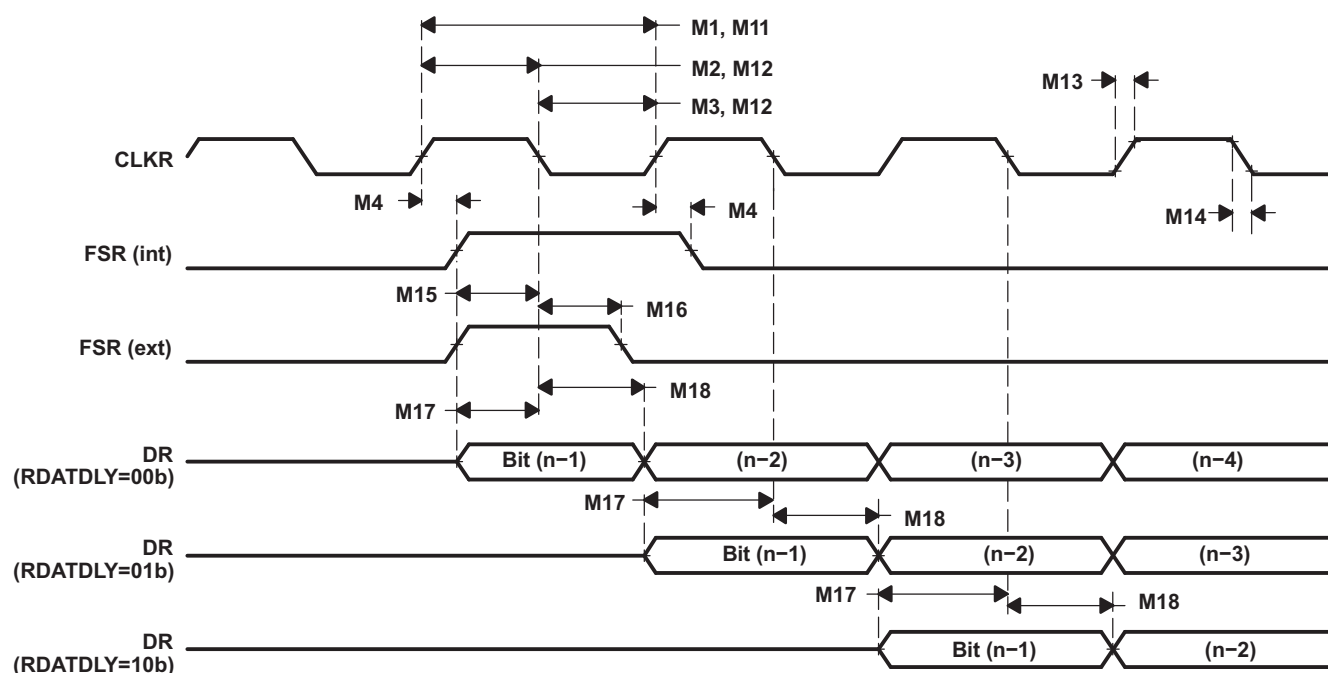 M1, M11
M2, M12
M3, M12
M13
CLKR
M4
M4
M14
FSR (int)
M15
M16
FSR (ext)
M18
M17
DR
(RDATDLY=00b)
Bit (n−1)
(n−2)
(n−3)
(n−4)
M17
M18
DR
(RDATDLY=01b)
Bit (n−1)
(n−2)
(n−3)
M17
M18
DR
(RDATDLY=10b)
Bit (n−1)
(n−2)